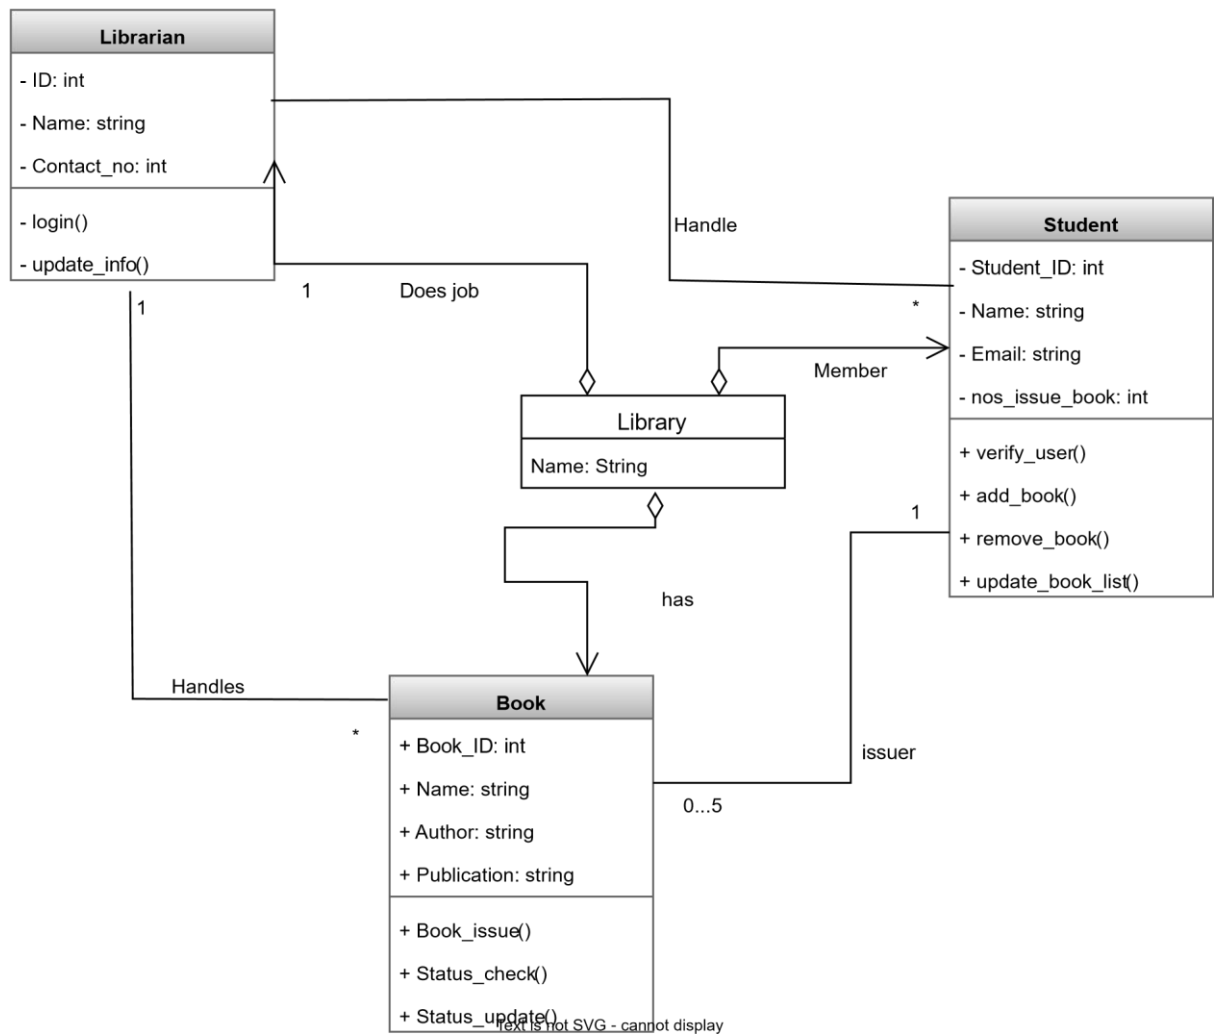 Librarian
- ID: int
- Name: string
- Contact_no: int
- login()
- update_info()
1
Handle
Student
- Student_ID: int
- Name: string
- Email: string
- nos_issue_book: int
+ verify_user()
+ add_book()
+ remove_book()
+ update_book_list()
*
1
Does job
Member
Library
Name: String
1
has
Handles
*
Book
+ Book_ID: int
+ Name: string
+ Author: string
+ Publication: string
+ Book_issue()
+ Status_check()
+ Status_update()
issuer
0...5
Text is not SVG - cannot display